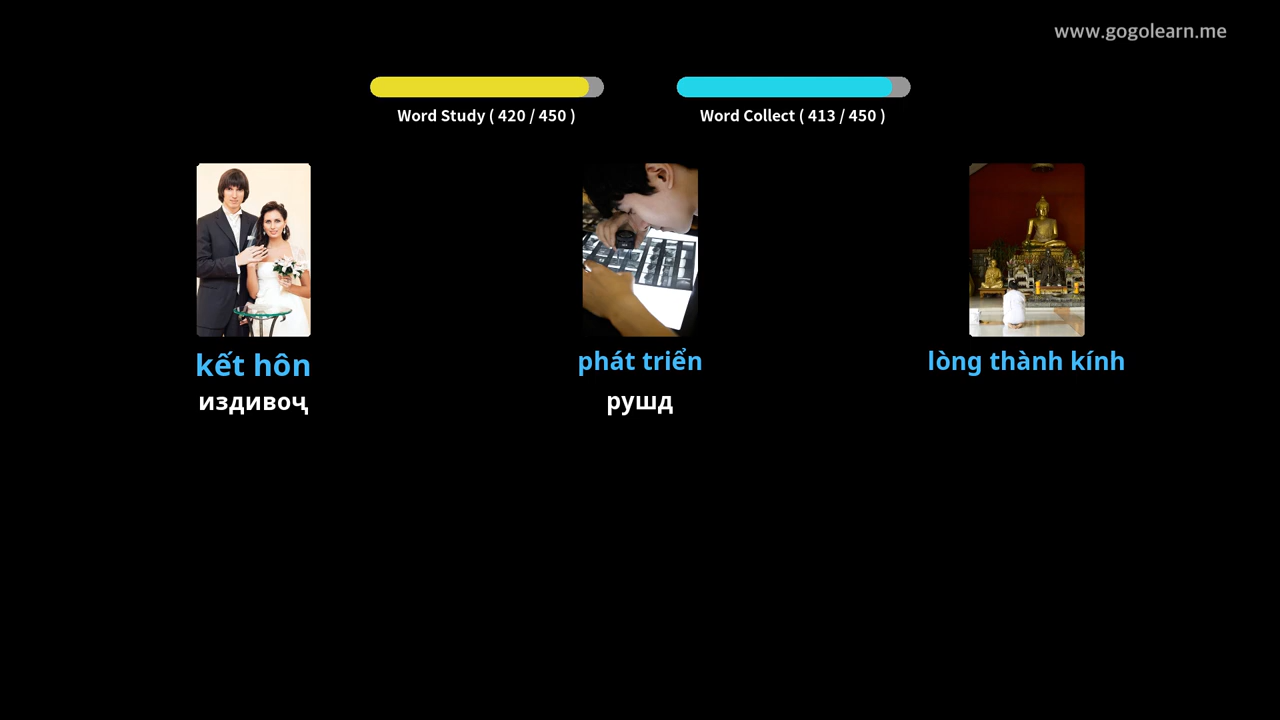 www.gogolearn.me
Word Study ( 420 / 450 )
Word Collect ( 413 / 450 )
kết hôn
издивоҷ
phát triển
рушд
lòng thành kính